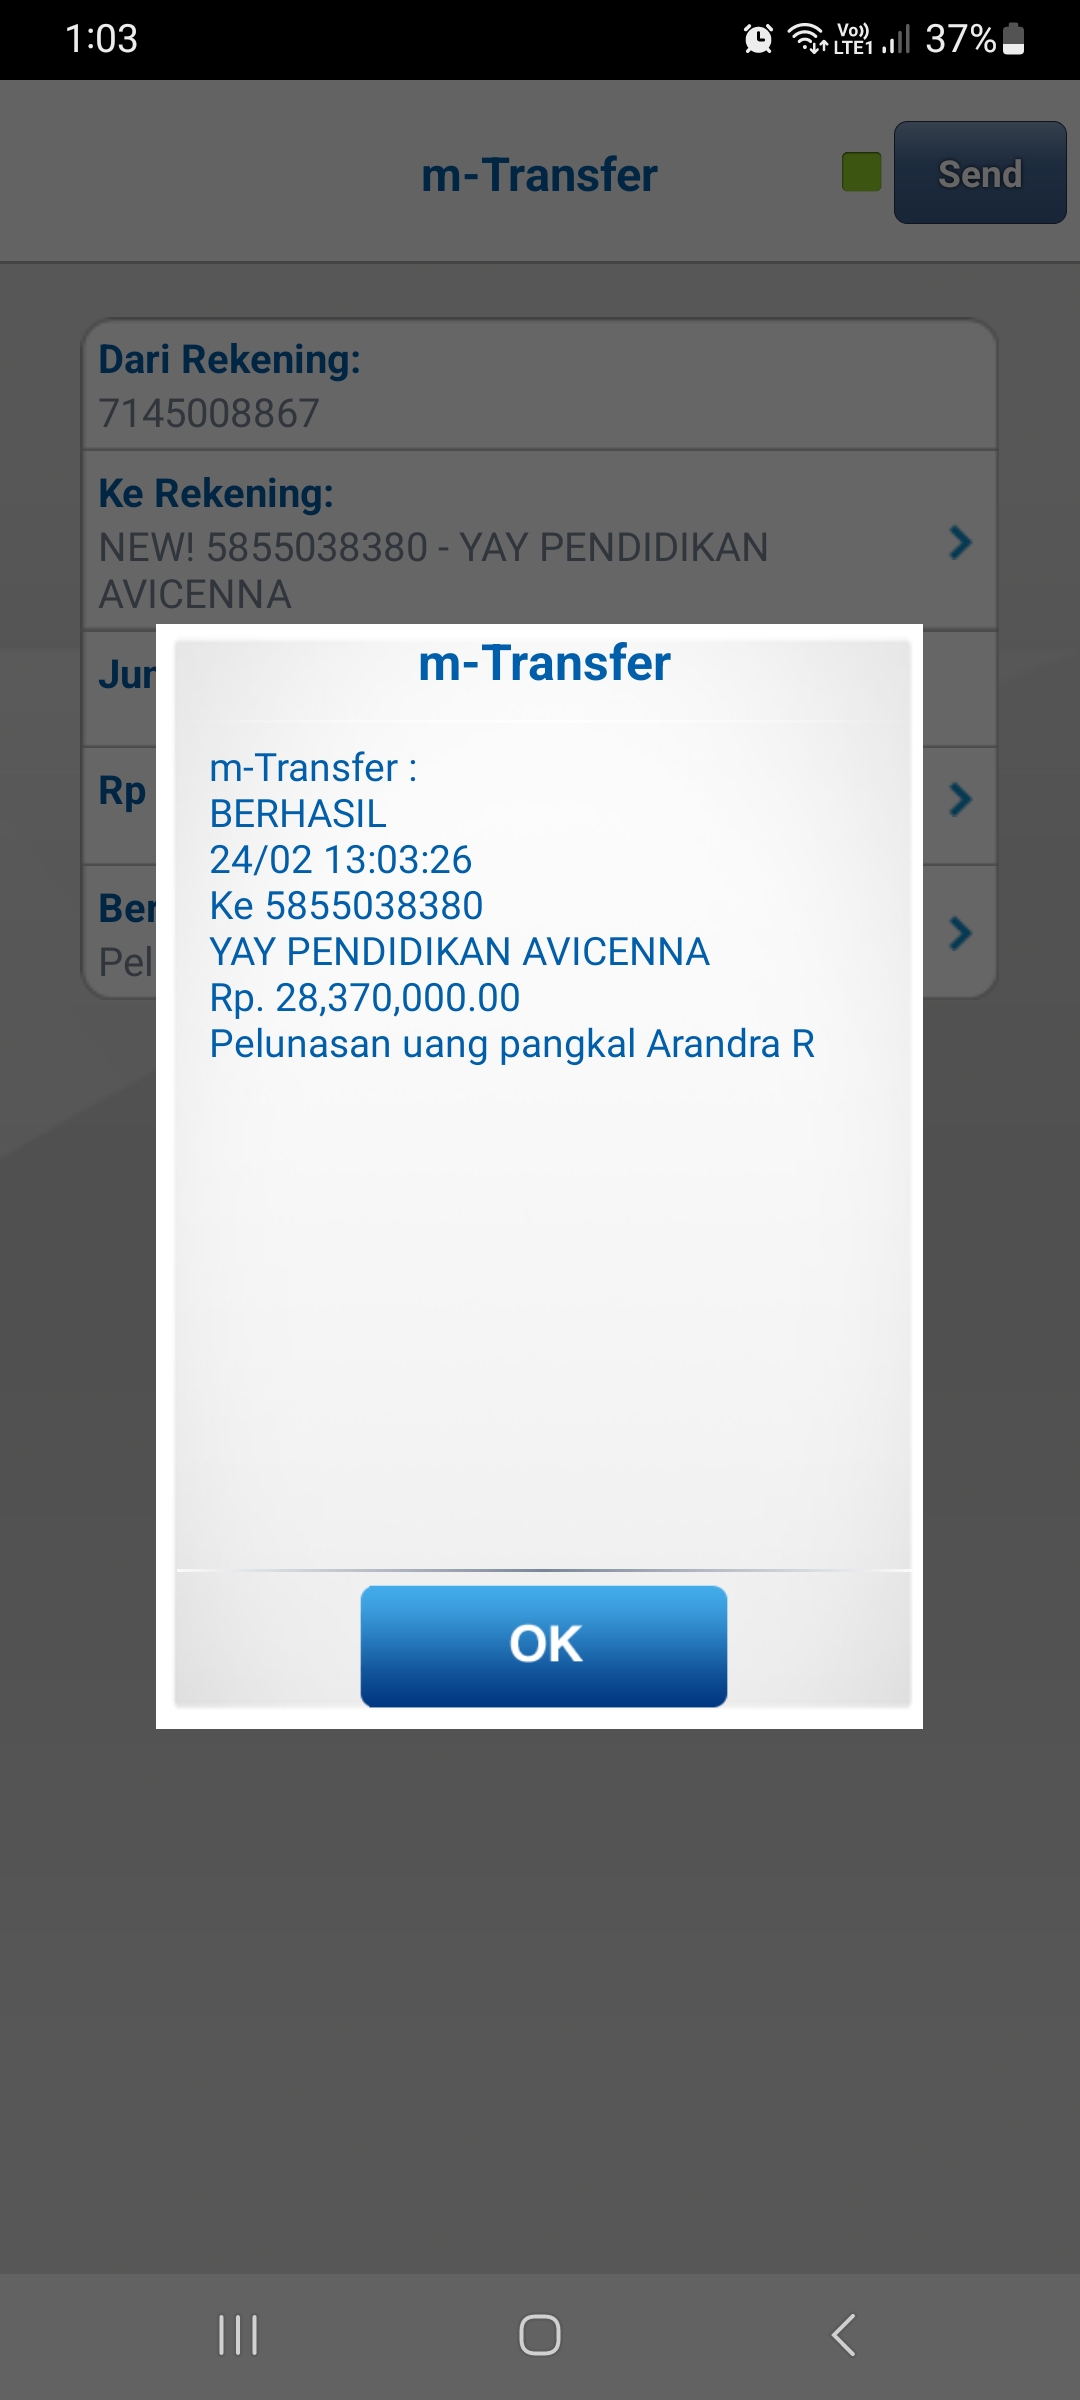 1:03
Vo)) LTE1
37%
m-Transfer
Send
Dari Rekening:
7145008867
Ke Rekening:
NEW! 5855038380 - YAY PENDIDIKAN
AVICENNA
Jur
Rp
Ber
Pel
m-Transfer
m-Transfer :
BERHASIL
24/02 13:03:26
Ke 5855038380
YAY PENDIDIKAN AVICENNA
Rp. 28,370,000.00
Pelunasan uang pangkal Arandra R
OK